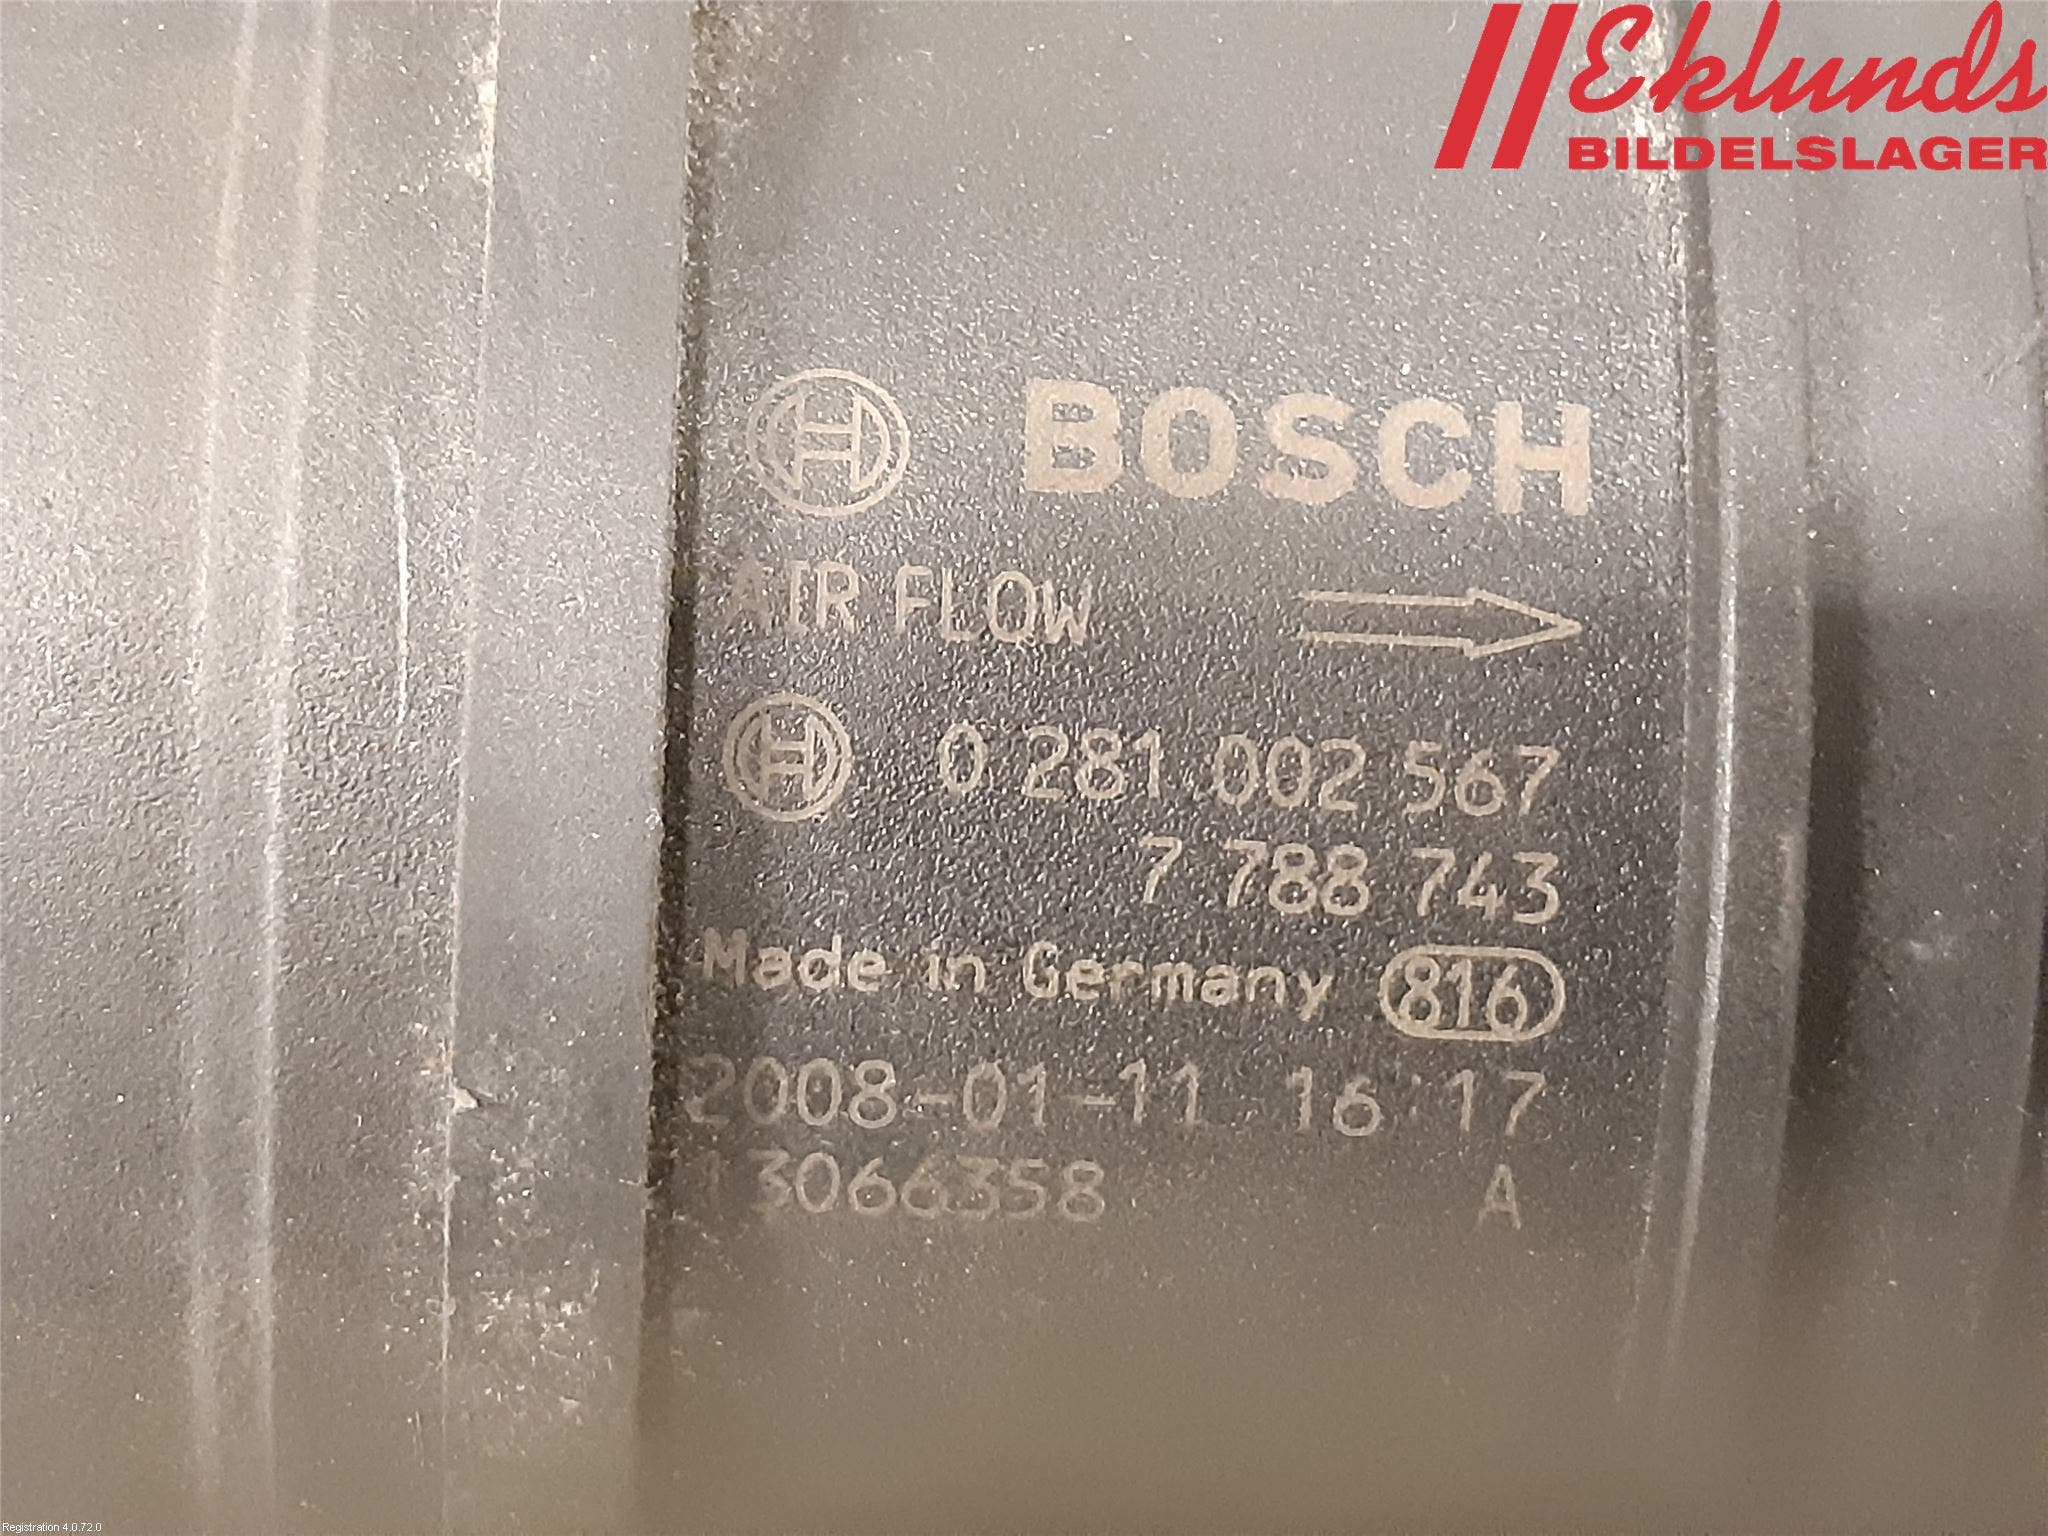 Eklunds
BILDELSLAGER
BOSCH
AIR FLOW
0 281 002 567
7 788 743
Made in Germany 816
2008-01-11 16:17
13066358 A
Registration 4.0.72.0